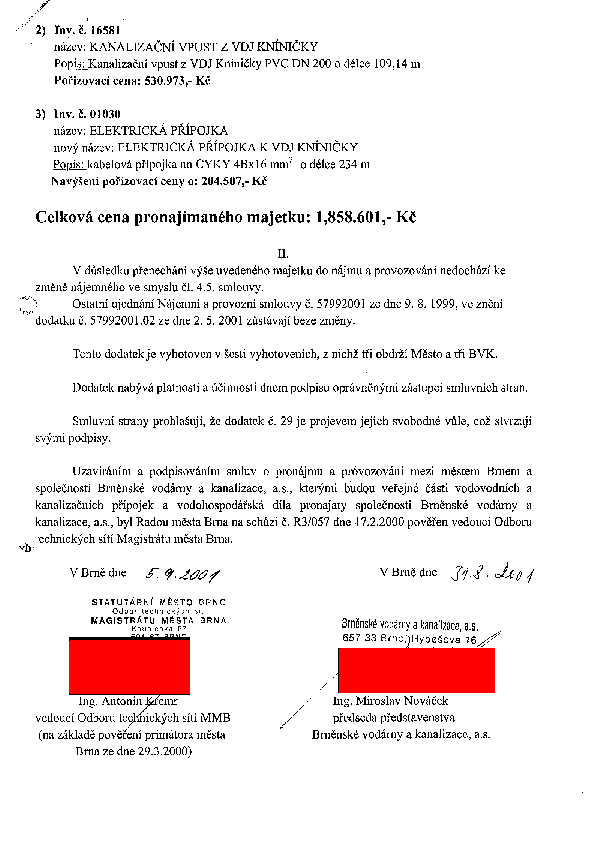 2) Inv. č. 16581
název: KANALIZAČNÍ VPUST Z VDJ KNÍNIČKY
Popis: Kanalizační vpust z VDJ Kníničky PVC DN 200 o délce 109,14 m
Pořizovací cena: 530.973,- Kč
3) Inv. č. 01030
název: ELEKTRICKÁ PŘÍPOJKA
nový název: ELEKTRICKÁ PŘÍPOJKA K VDJ KNÍNIČKY
Popis: kabelová přípojka na CYKY 4Bx16 mm² o délce 234 m
Navýšení pořizovací ceny o: 204.507,- Kč
Celková cena pronajímaného majetku: 1,858.601,- Kč
II.
V důsledku přenechání výše uvedeného majetku do nájmu a provozování nedochází ke
změně nájemného ve smyslu čl. 4.5. smlouvy.
Ostatní ujednání Nájemní a provozní smlouvy č. 57992001 ze dne 9. 8. 1999, ve znění
dodatku č. 57992001.02 ze dne 2. 5. 2001 zůstávají beze změny.
Tento dodatek je vyhotoven v šesti vyhotoveních, z nichž tři obdrží Město a tři BVK.
Dodatek nabývá platnosti a účinnosti dnem podpisu oprávněnými zástupci smluvních stran.
Smluvní strany prohlašují, že dodatek č. 29 je projevem jejich svobodné vůle, což stvrzují
svými podpisy.
Uzavíráním a podpisováním smluv o pronájmu a provozování mezi městem Brnem a
společností Brněnské vodárny a kanalizace, a.s., kterými budou veřejné části vodovodních a
kanalizačních přípojek a vodohospodářská díla pronajaty společnosti Brněnské vodárny a
kanalizace, a.s., byl Radou města Brna na schůzi č. R3/057 dne 17.2.2000 pověřen vedoucí Odboru
technických sítí Magistrátu města Brna.
V Brně dne 5.9.2001 V Brně dne 31.8.2001
STATUTÁRNÍ MĚSTO BRNO
Odbor technických sítí
MAGISTRÁTU MĚSTA BRNA
Brněnské vodárny a kanalizace, a.s.
657 33 Brno, Hybešova 16
Ing. Antonín Kremr Ing. Miroslav Nováček
vedoucí Odboru technických sítí MMB předseda představenstva
(na základě pověření primátora města Brněnské vodárny a kanalizace, a.s.
Brna ze dne 29.3.2000)